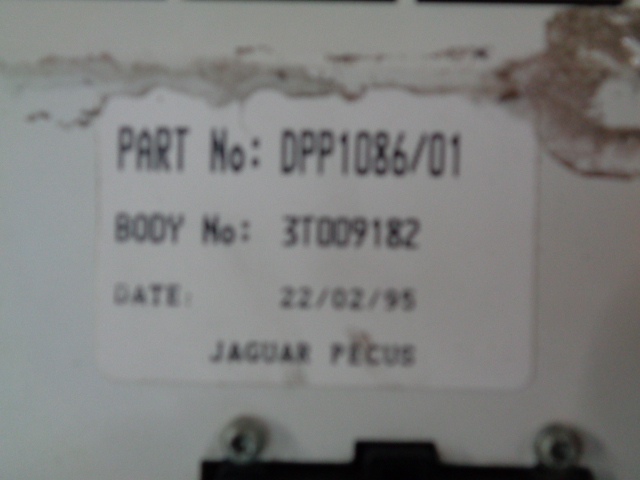 PART No: DPP1086/01
BODY No: 3T009182
DATE: 22/02/95
JAGUAR PECUS